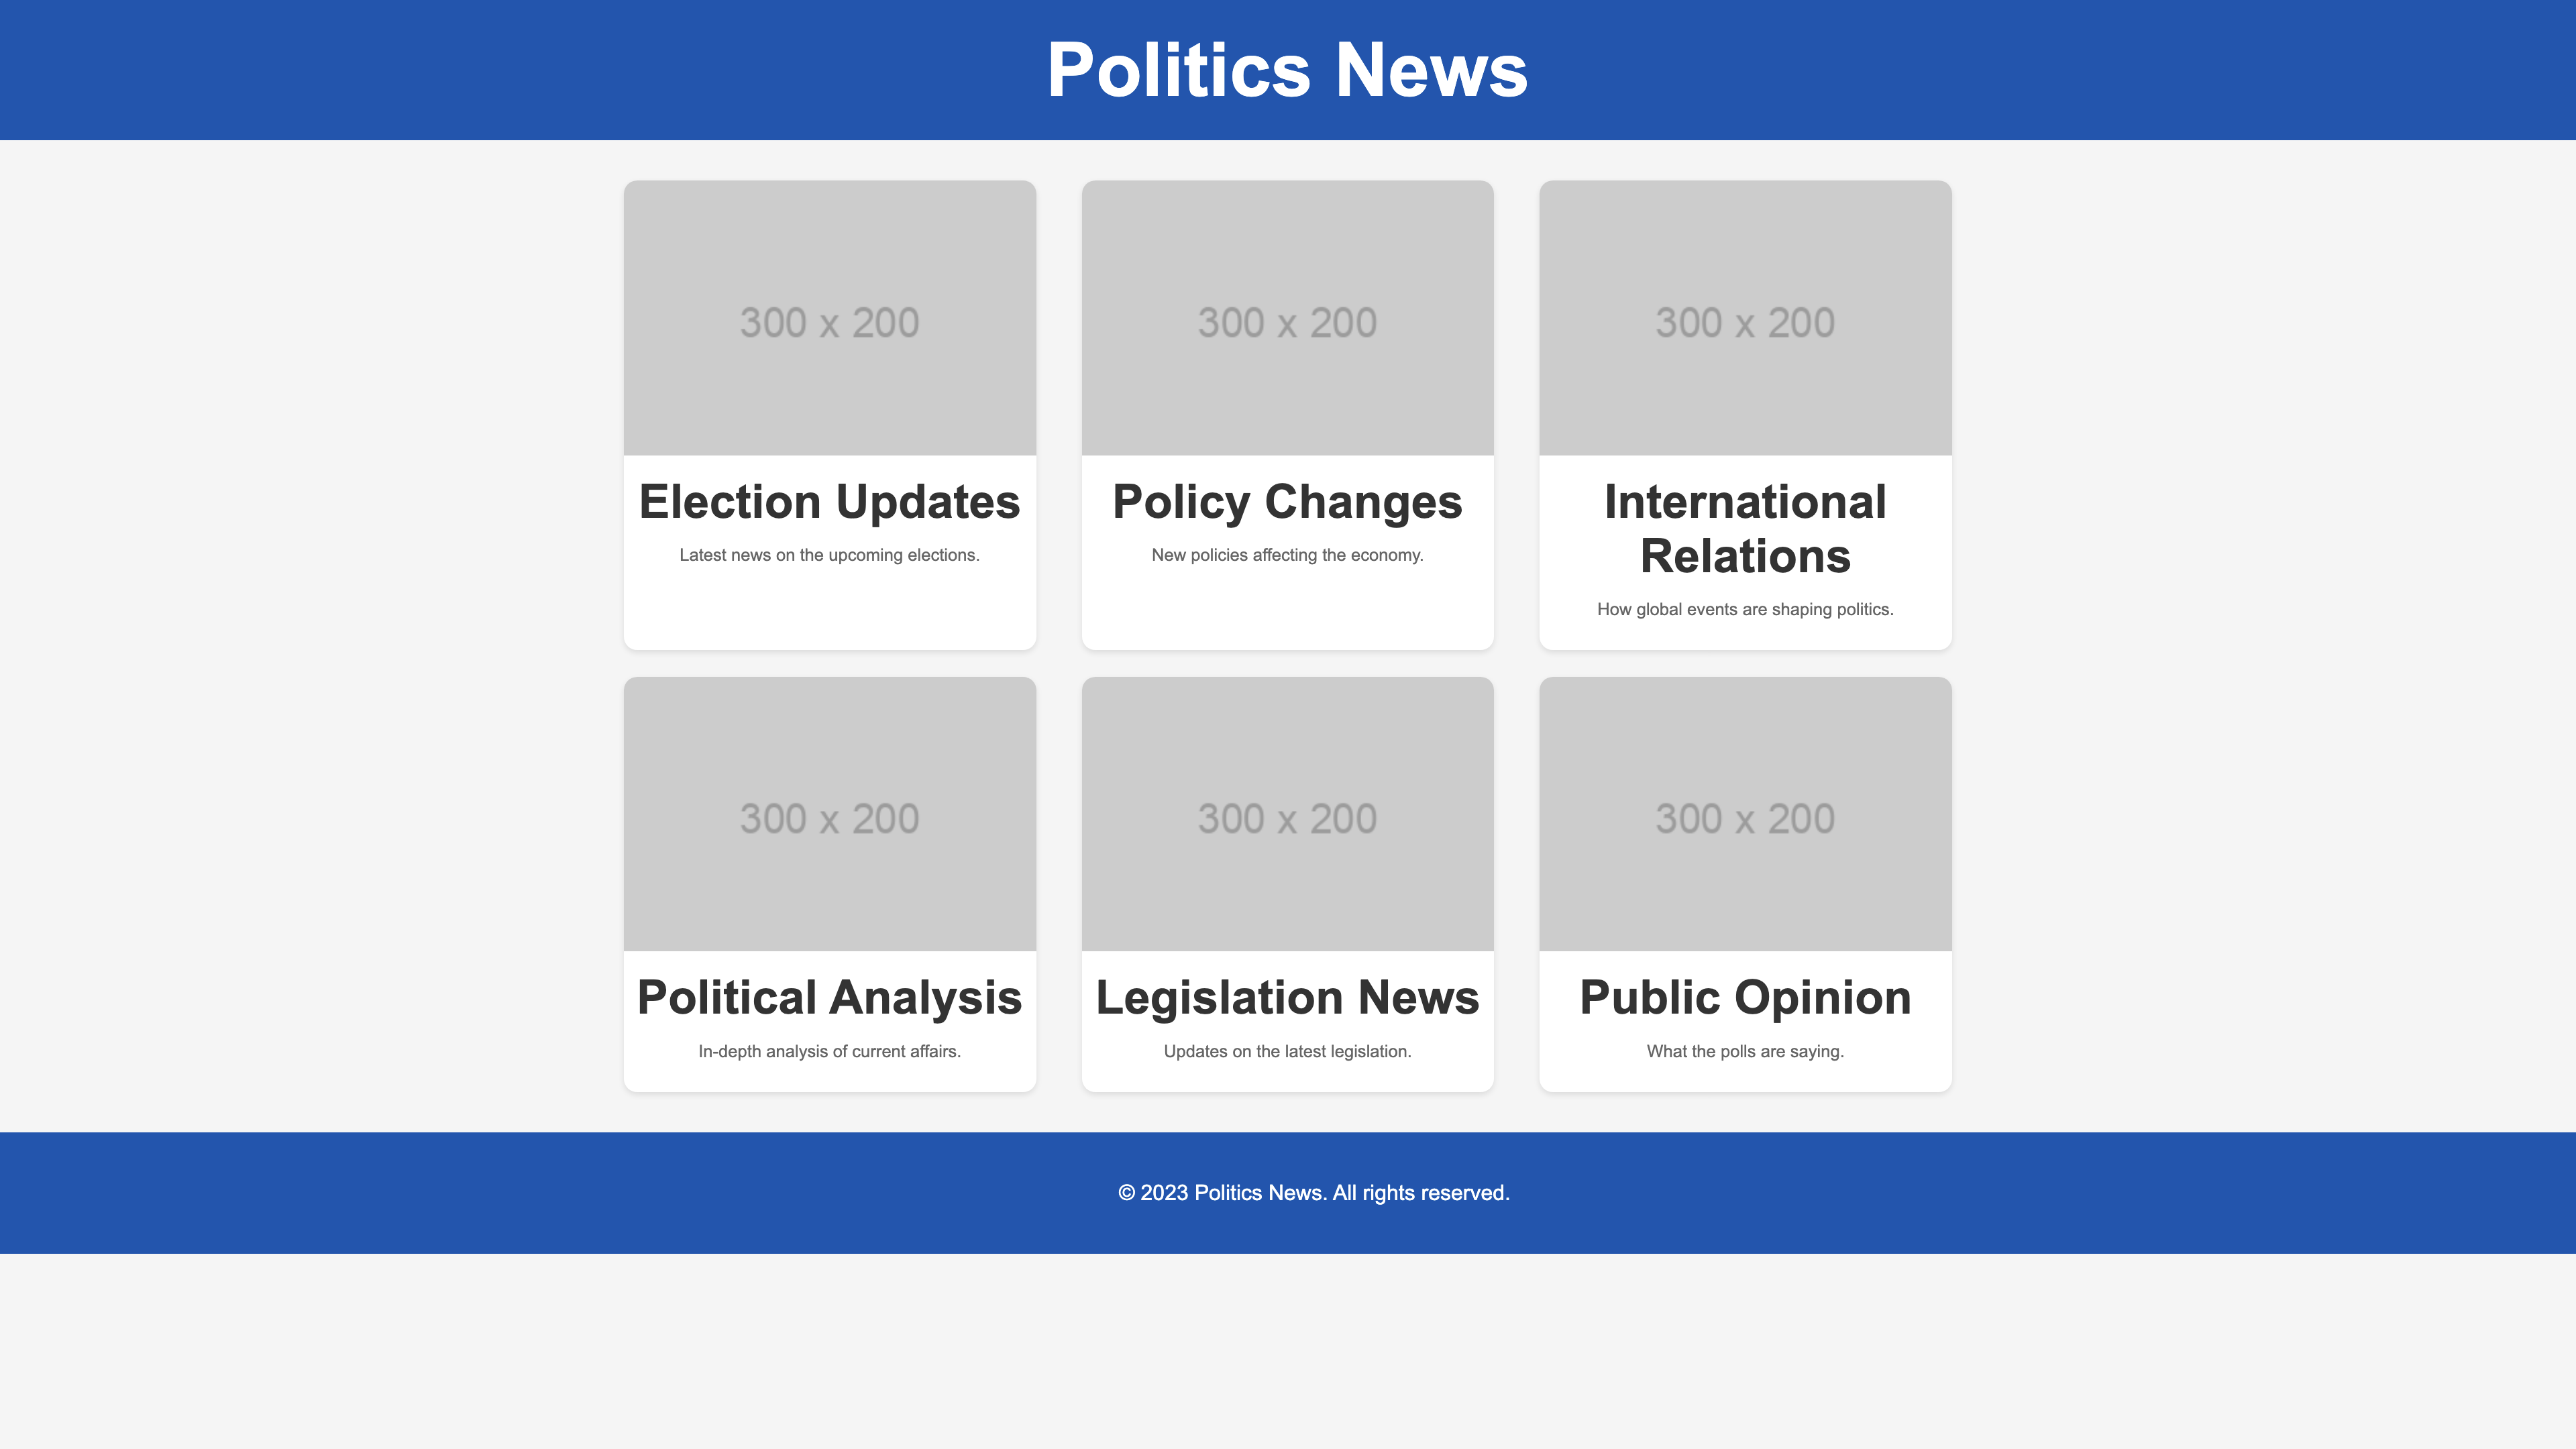 Politics News
300 x 200
300 x 200
300 x 200
Election Updates
Latest news on the upcoming elections.
Policy Changes
New policies affecting the economy.
International
Relations
How global events are shaping politics.
300 x 200
300 x 200
300 x 200
Political Analysis
In-depth analysis of current affairs.
Legislation News
Updates on the latest legislation.
Public Opinion
What the polls are saying.
© 2023 Politics News. All rights reserved.